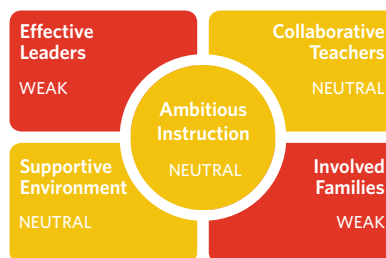 Effective
Leaders
WEAK
Collaborative
Teachers
NEUTRAL
Ambitious
Instruction
NEUTRAL
Supportive
Environment
NEUTRAL
Involved
Families
WEAK